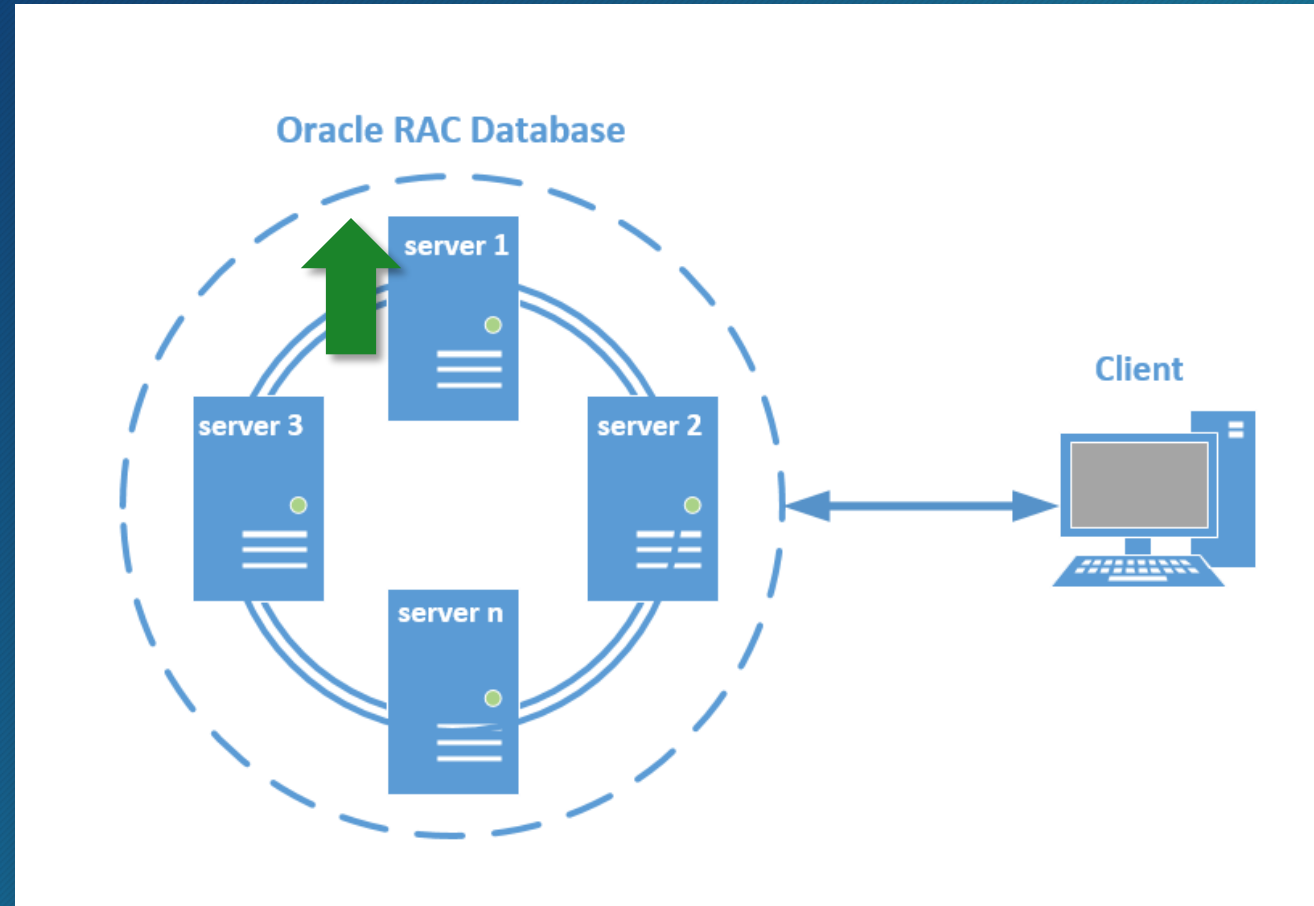 Oracle RAC Database
server 1
Client
server 3
server 2
server n